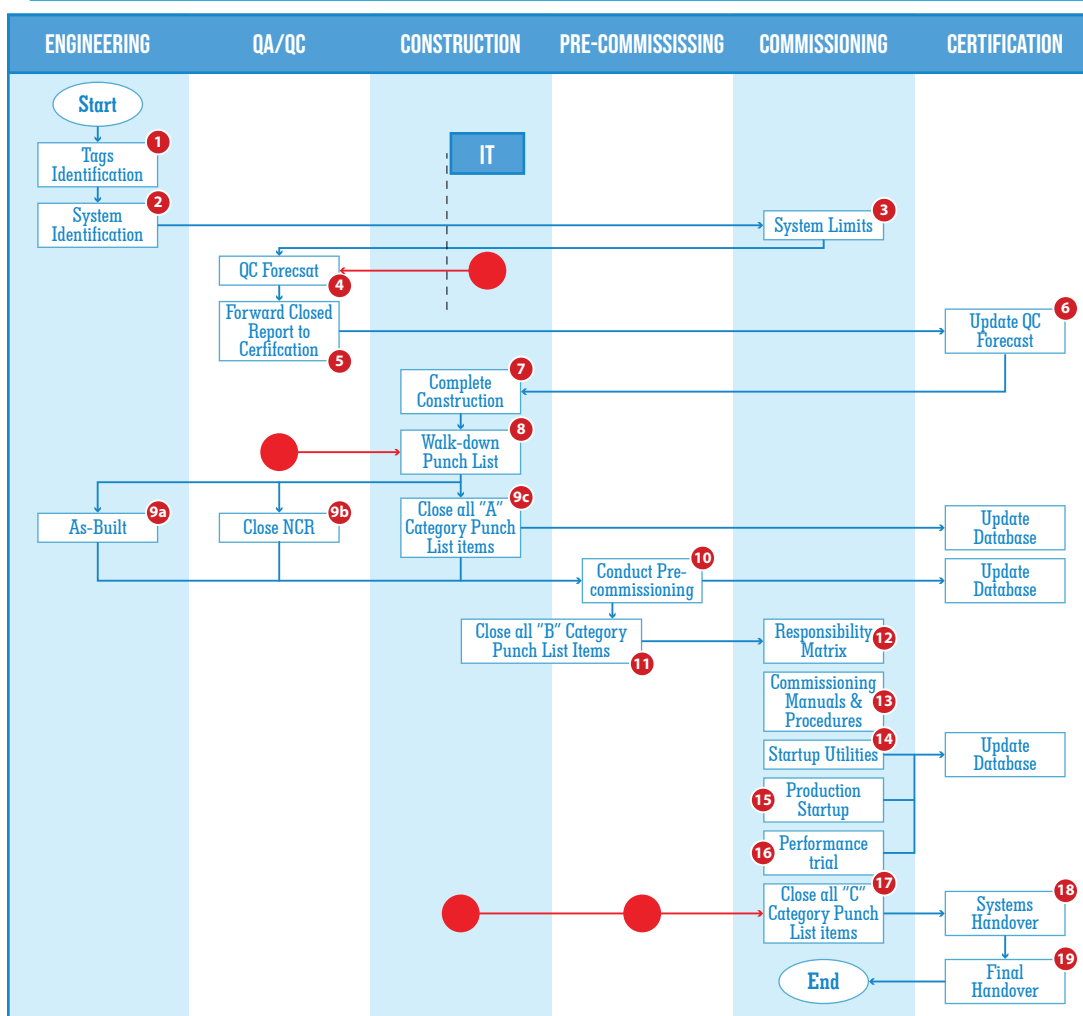 ENGINEERING QA/QC CONSTRUCTION PRE-COMMISSISSING COMMISSIONING CERTIFICATION
Start
1
Tags
Identification
IT
2
System
Identification
3
System Limits
QC Forecsat
4
Forward Closed
Report to
Cerfifcation
5
6
Update QC
Forecast
7
Complete
Construction
8
Walk-down
Punch List
9a
As-Built
9b
Close NCR
9c
Close all "A"
Category Punch
List items
Update
Database
10
Conduct Pre-
commissioning
Update
Database
Close all "B" Category
Punch List Items
11
Responsibility
Matrix
12
Commissioning
Manuals &
Procedures
13
14
Startup Utilities
Update
Database
15
Production
Startup
16
Performance
trial
17
Close all "C"
Category Punch
List items
18
Systems
Handover
19
Final
Handover
End